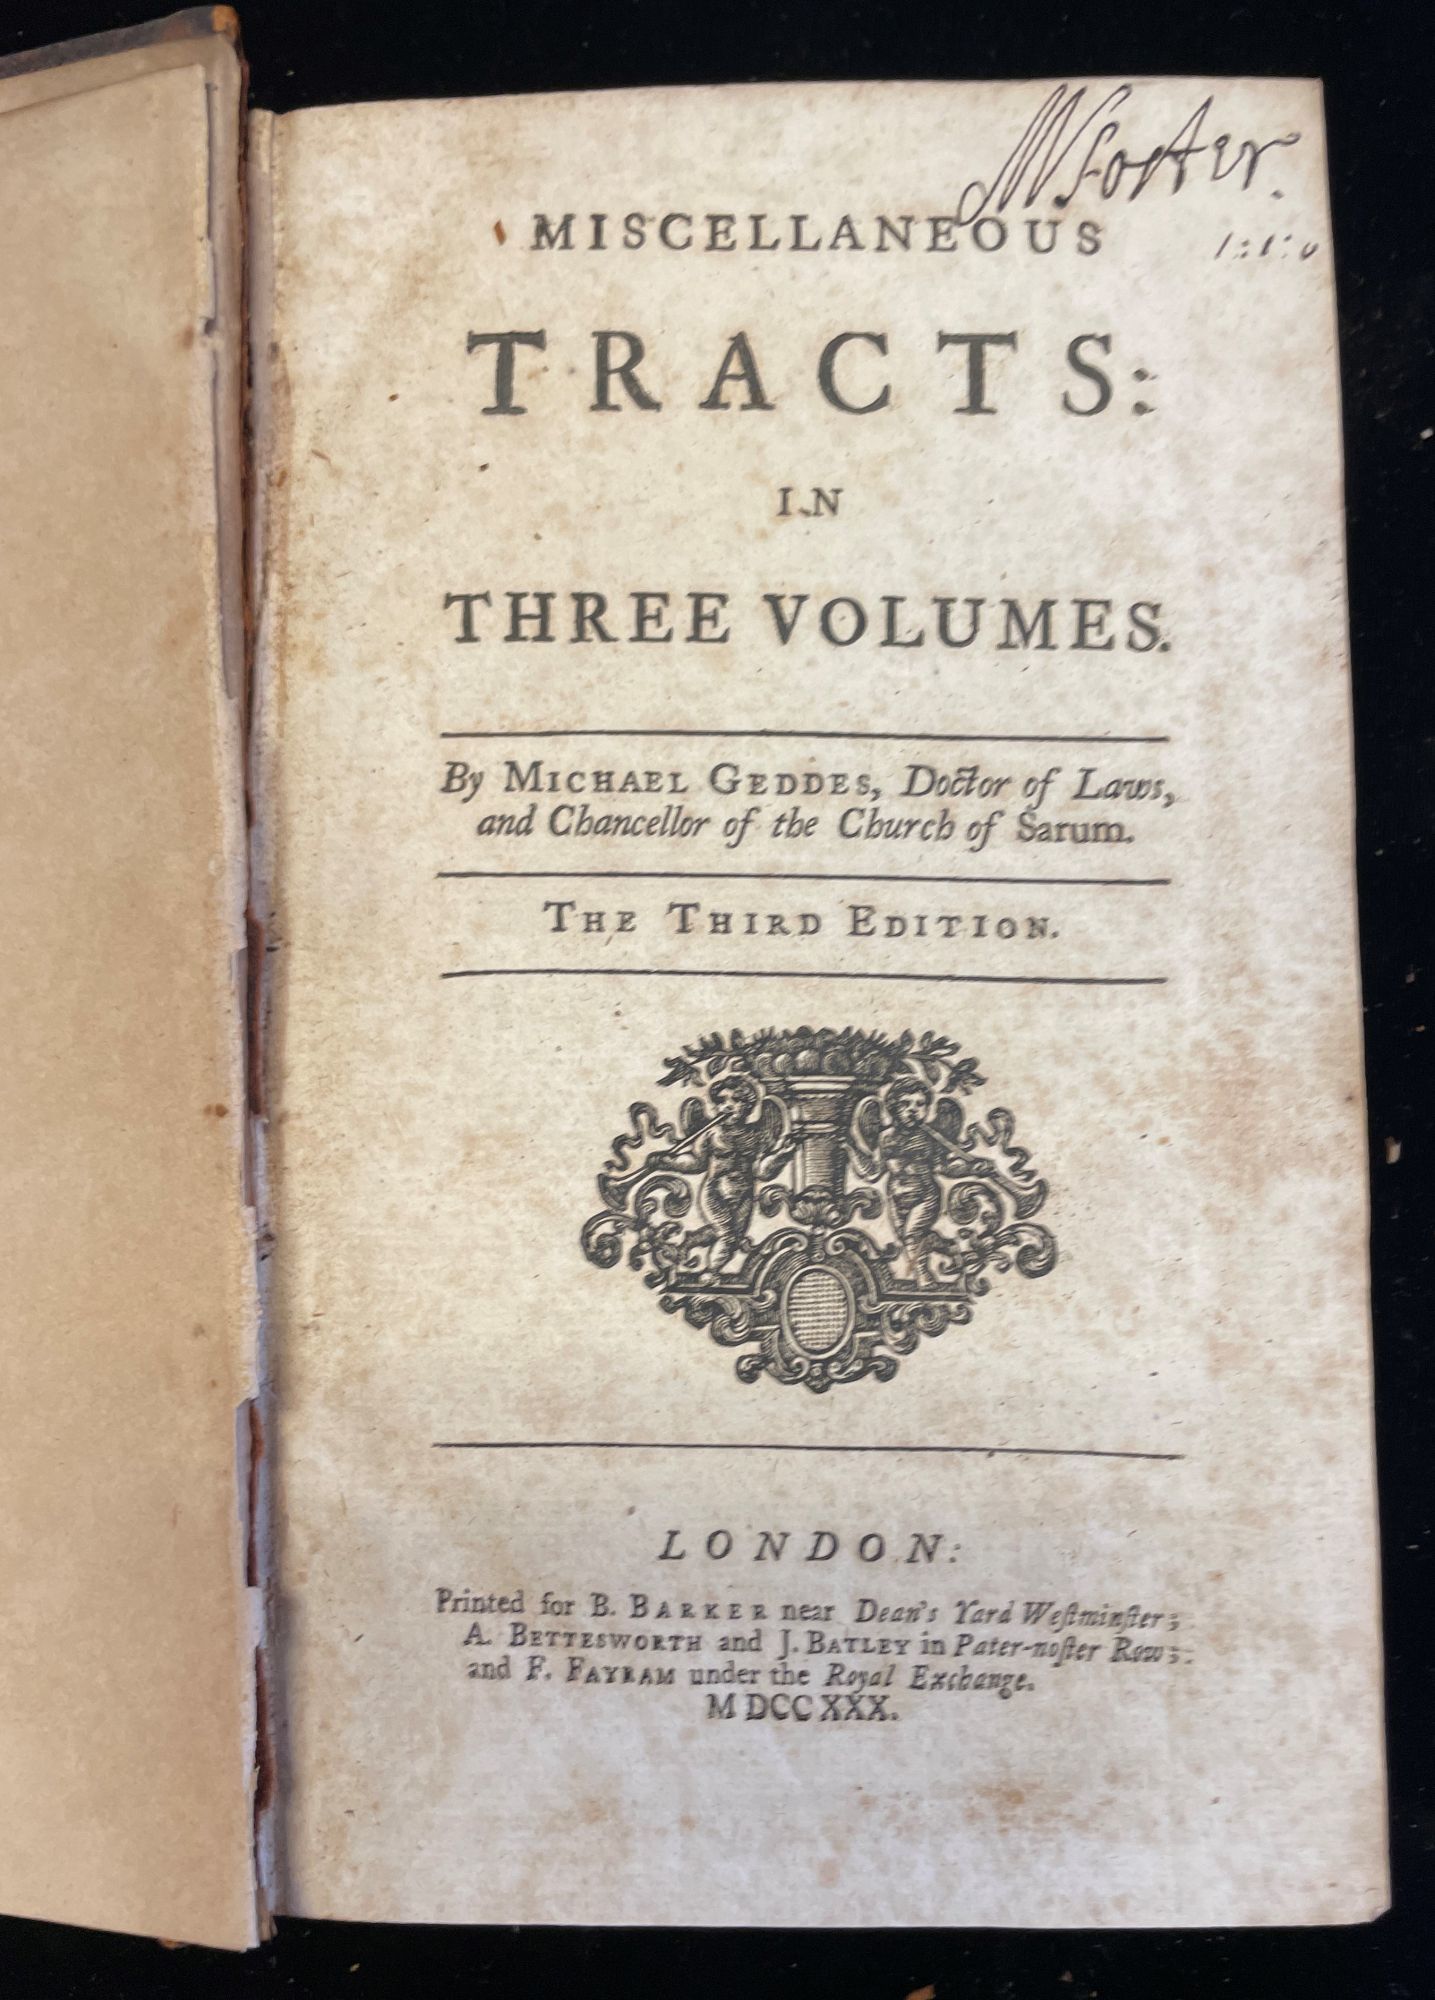 W Foster.
1:1:0
MISCELLANEOUS
TRACTS:
IN
THREE VOLUMES.
By MICHAEL GEDDES, Doctor of Laws,
and Chancellor of the Church of Sarum.
THE THIRD EDITION.
LONDON:
Printed for B. BARKER near Dean's Yard Westminster;
A. BETTESWORTH and J. BATLEY in Pater-noster Row;
and F. FAYRAM under the Royal Exchange.
MDCCXXX.